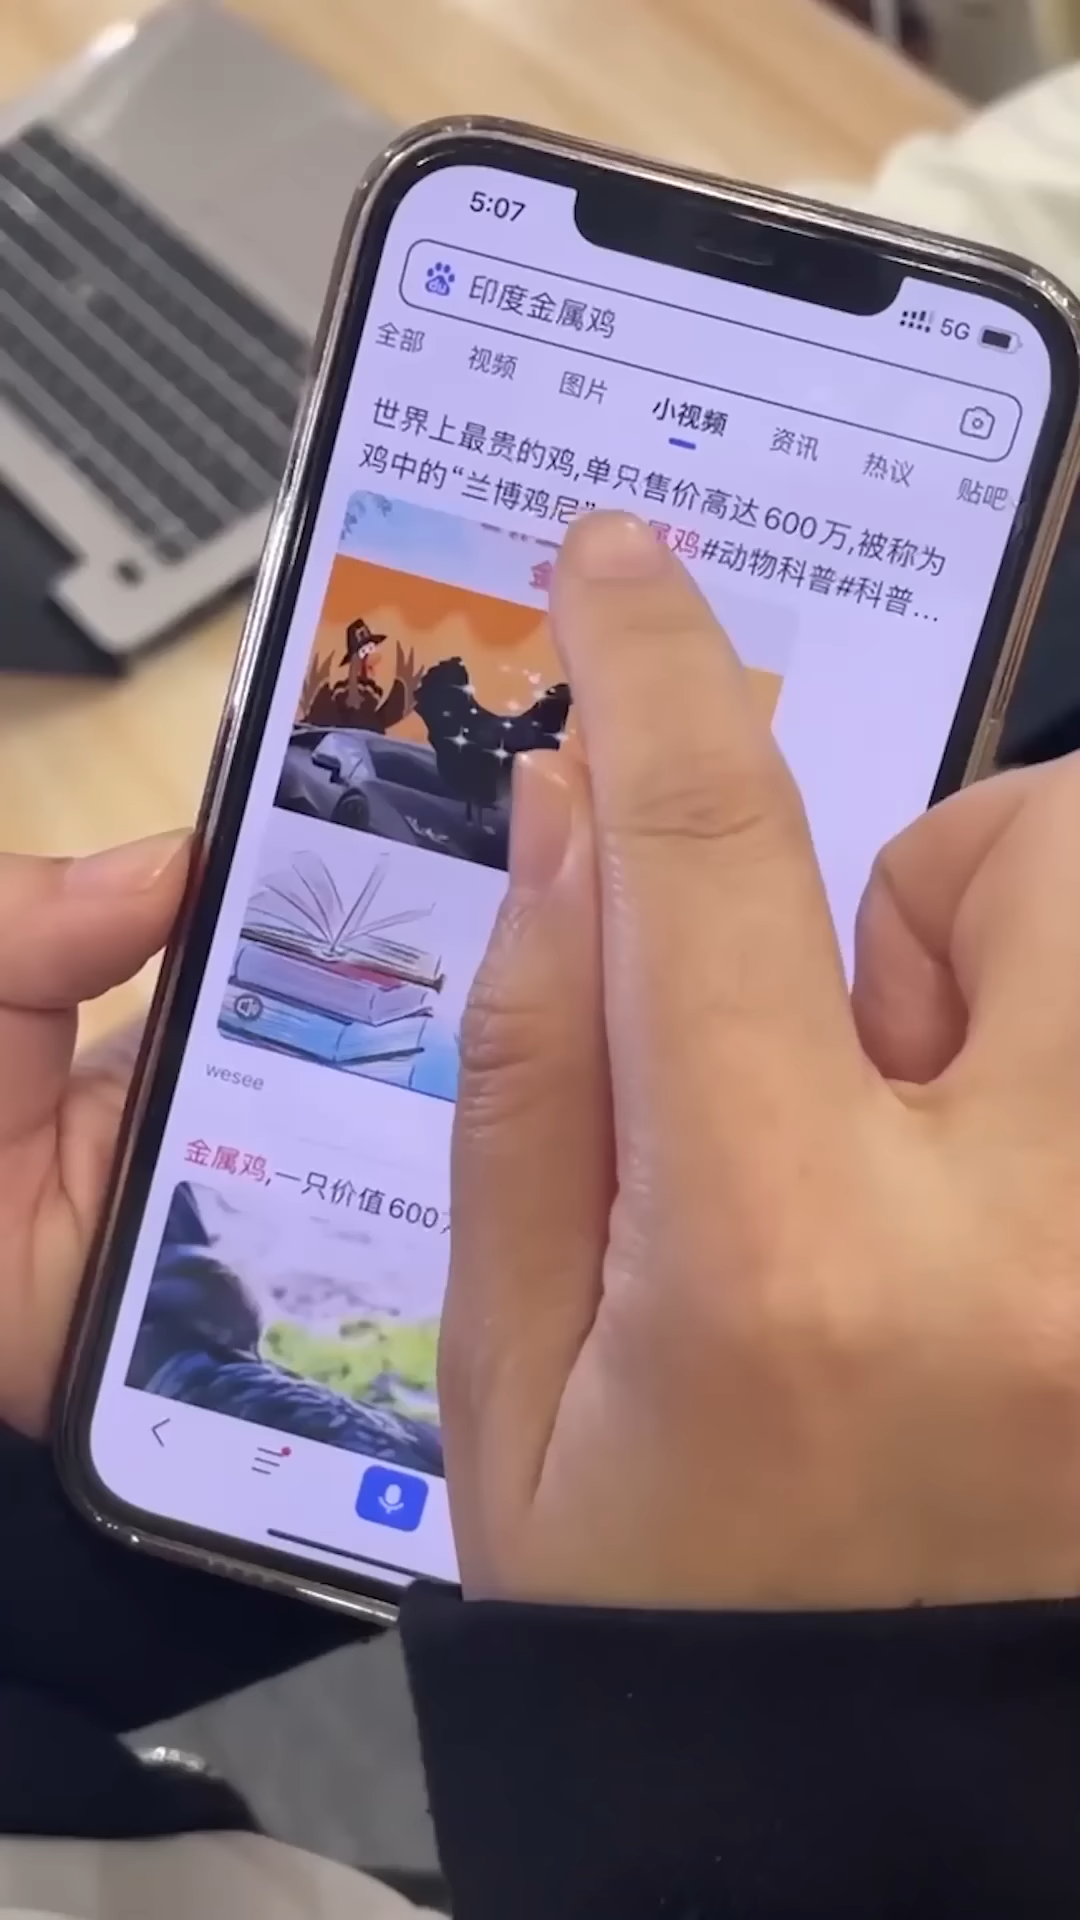 5:07
5G
du 印度金属鸡
全部 视频 图片 小视频 资讯 热议 贴吧
世界上最贵的鸡,单只售价高达600万,被称为
鸡中的“兰博鸡尼” 属鸡#动物科普#科普...
金
wesee
金属鸡,一只价值600